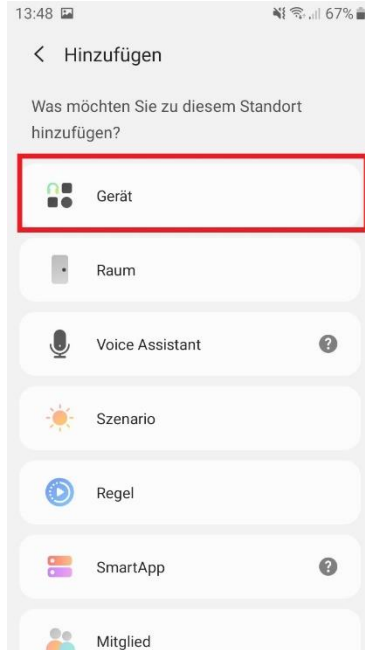 13:48 67%
Hinzufügen
Was möchten Sie zu diesem Standort
hinzufügen?
Gerät
Raum
Voice Assistant ?
Szenario
Regel
SmartApp ?
Mitglied